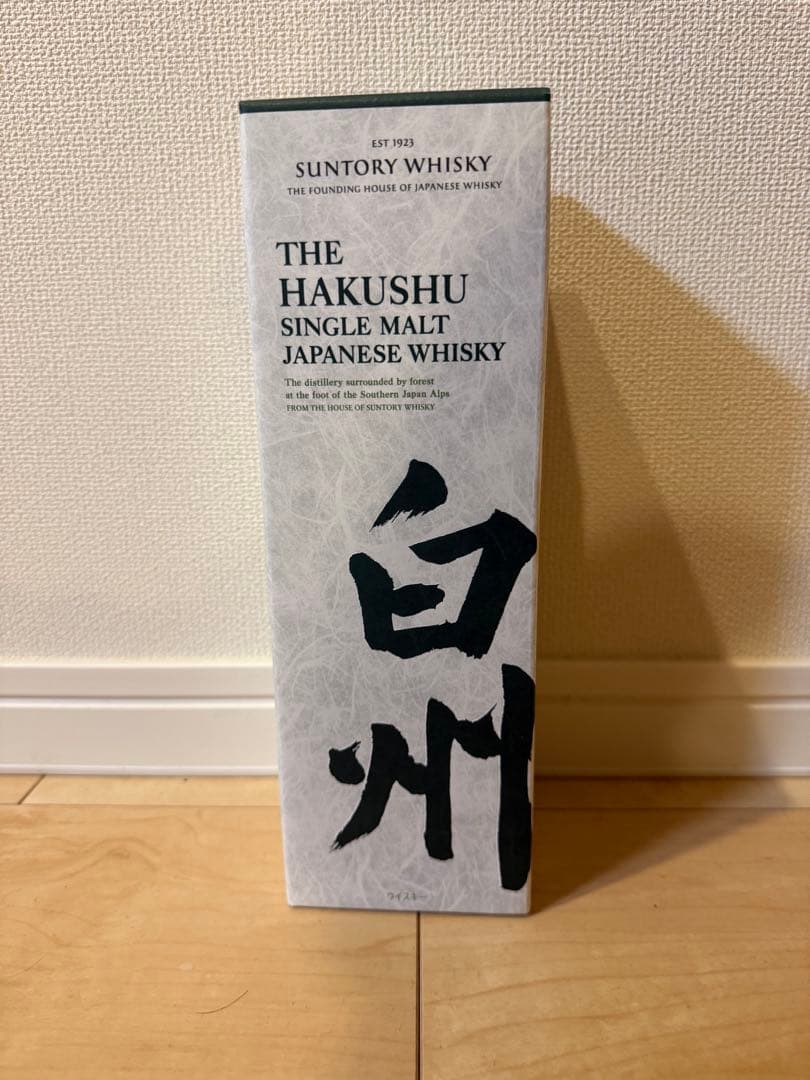 EST 1923
SUNTORY WHISKY
THE FOUNDING HOUSE OF JAPANESE WHISKY
THE
HAKUSHU
SINGLE MALT
JAPANESE WHISKY
The distillery surrounded by forest
at the foot of the Southern Japan Alps
FROM THE HOUSE OF SUNTORY WHISKY
白
州
ウイスキー